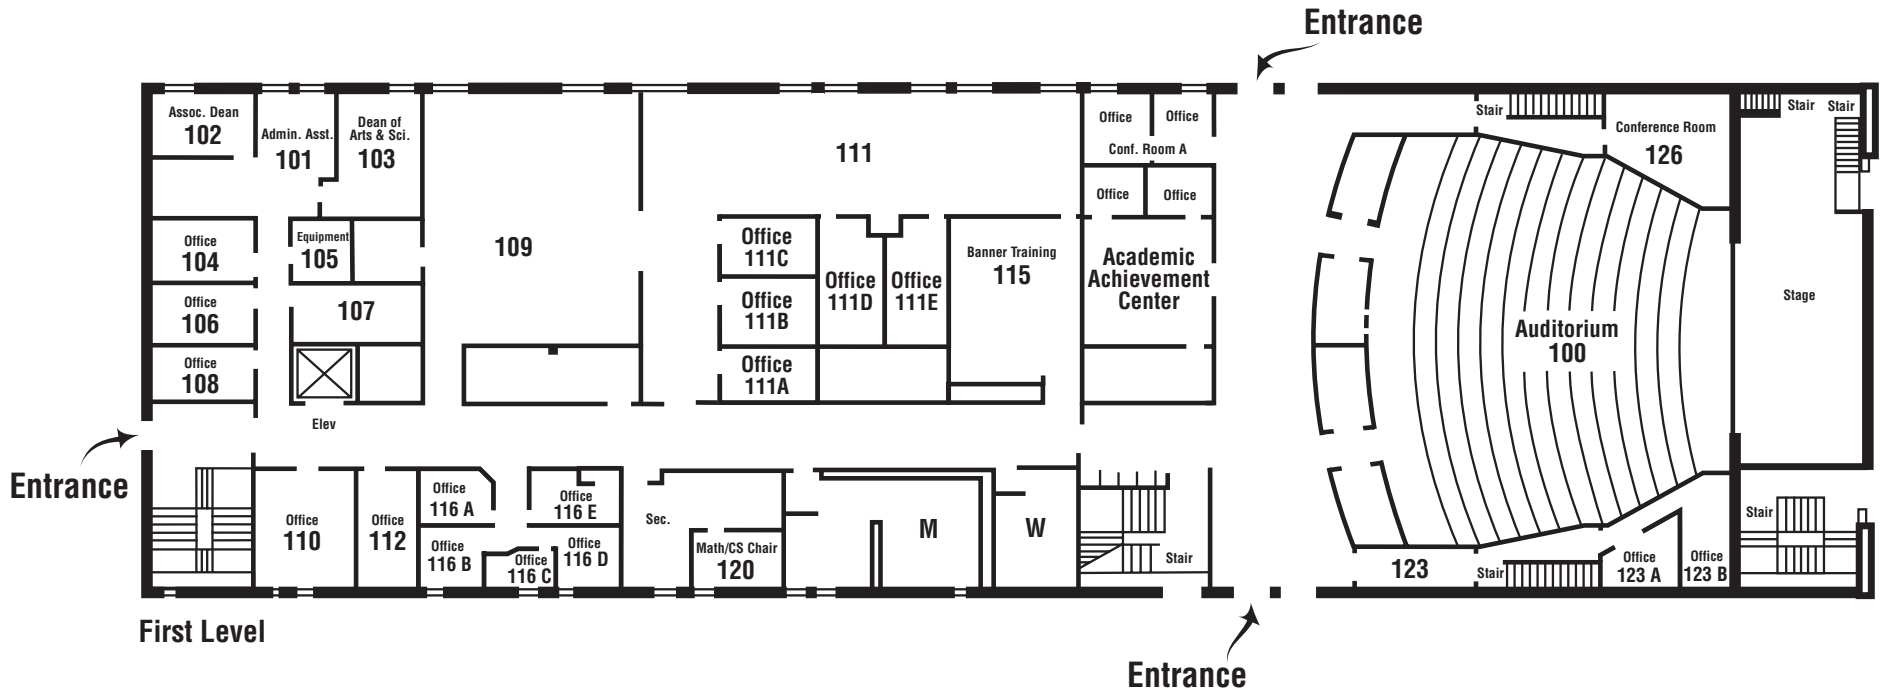 Entrance
Assoc. Dean
102
Admin. Asst.
101
Dean of
Arts & Sci.
103
109
111
Office
Office
Conf. Room A
Office
Office
Stair
Conference Room
126
Stair
Stair
Office
104
Equipment
105
Office
106
107
Office
108
Elev
Office
111C
Office
111B
Office
111A
Office
111D
Office
111E
Banner Training
115
Academic
Achievement
Center
Auditorium
100
Stage
Entrance
Office
110
Office
112
Office
116 A
Office
116 B
Office
116 C
Office
116 D
Office
116 E
Sec.
Math/CS Chair
120
M
W
Stair
123
Stair
Office
123 A
Office
123 B
Stair
First Level
Entrance